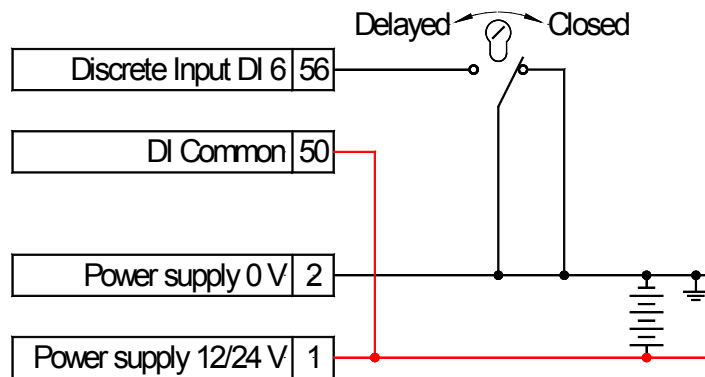 Delayed Closed
Discrete Input DI 6 56
DI Common 50
Power supply 0 V 2
Power supply 12/24 V 1